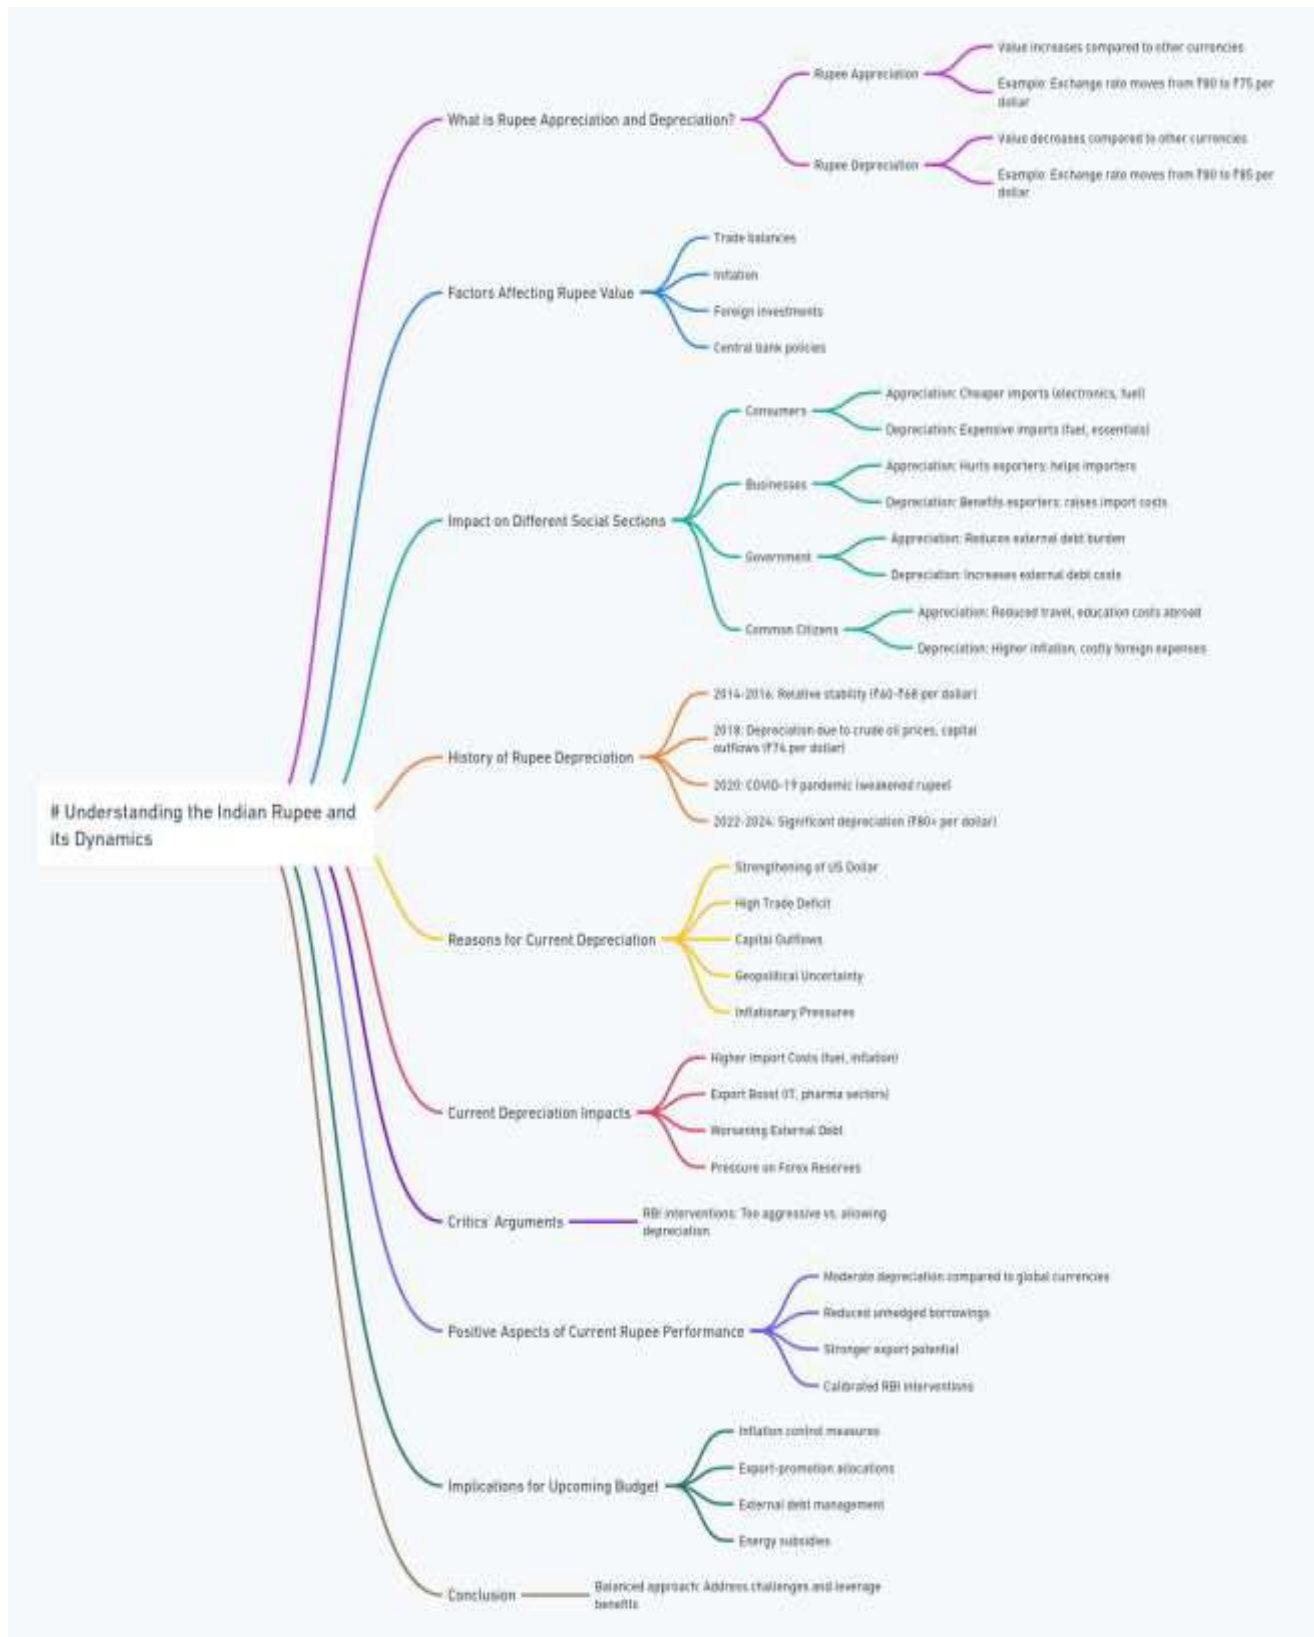 # Understanding the Indian Rupee and
its Dynamics
What is Rupee Appreciation and Depreciation?
Rupee Appreciation
Value increases compared to other currencies
Example: Exchange rate moves from ₹80 to ₹75 per
dollar
Rupee Depreciation
Value decreases compared to other currencies
Example: Exchange rate moves from ₹80 to ₹85 per
dollar
Factors Affecting Rupee Value
Trade balances
Inflation
Foreign investments
Central bank policies
Impact on Different Social Sections
Consumers
Appreciation: Cheaper imports (electronics, fuel)
Depreciation: Expensive imports (fuel, essentials)
Businesses
Appreciation: Hurts exporters; helps importers
Depreciation: Benefits exporters; raises import costs
Government
Appreciation: Reduces external debt burden
Depreciation: Increases external debt costs
Common Citizens
Appreciation: Reduced travel, education costs abroad
Depreciation: Higher inflation, costly foreign expenses
History of Rupee Depreciation
2014-2016: Relative stability (₹60-₹68 per dollar)
2018: Depreciation due to crude oil prices, capital
outflows (₹74 per dollar)
2020: COVID-19 pandemic (weakened rupee)
2022-2024: Significant depreciation (₹80+ per dollar)
Reasons for Current Depreciation
Strengthening of US Dollar
High Trade Deficit
Capital Outflows
Geopolitical Uncertainty
Inflationary Pressures
Current Depreciation Impacts
Higher Import Costs (fuel, inflation)
Export Boost (IT, pharma sectors)
Worsening External Debt
Pressure on Forex Reserves
Critics' Arguments
RBI interventions: Too aggressive vs. allowing
depreciation
Positive Aspects of Current Rupee Performance
Moderate depreciation compared to global currencies
Reduced unhedged borrowings
Stronger export potential
Calibrated RBI interventions
Implications for Upcoming Budget
Inflation control measures
Export-promotion allocations
External debt management
Energy subsidies
Conclusion
Balanced approach: Address challenges and leverage
benefits